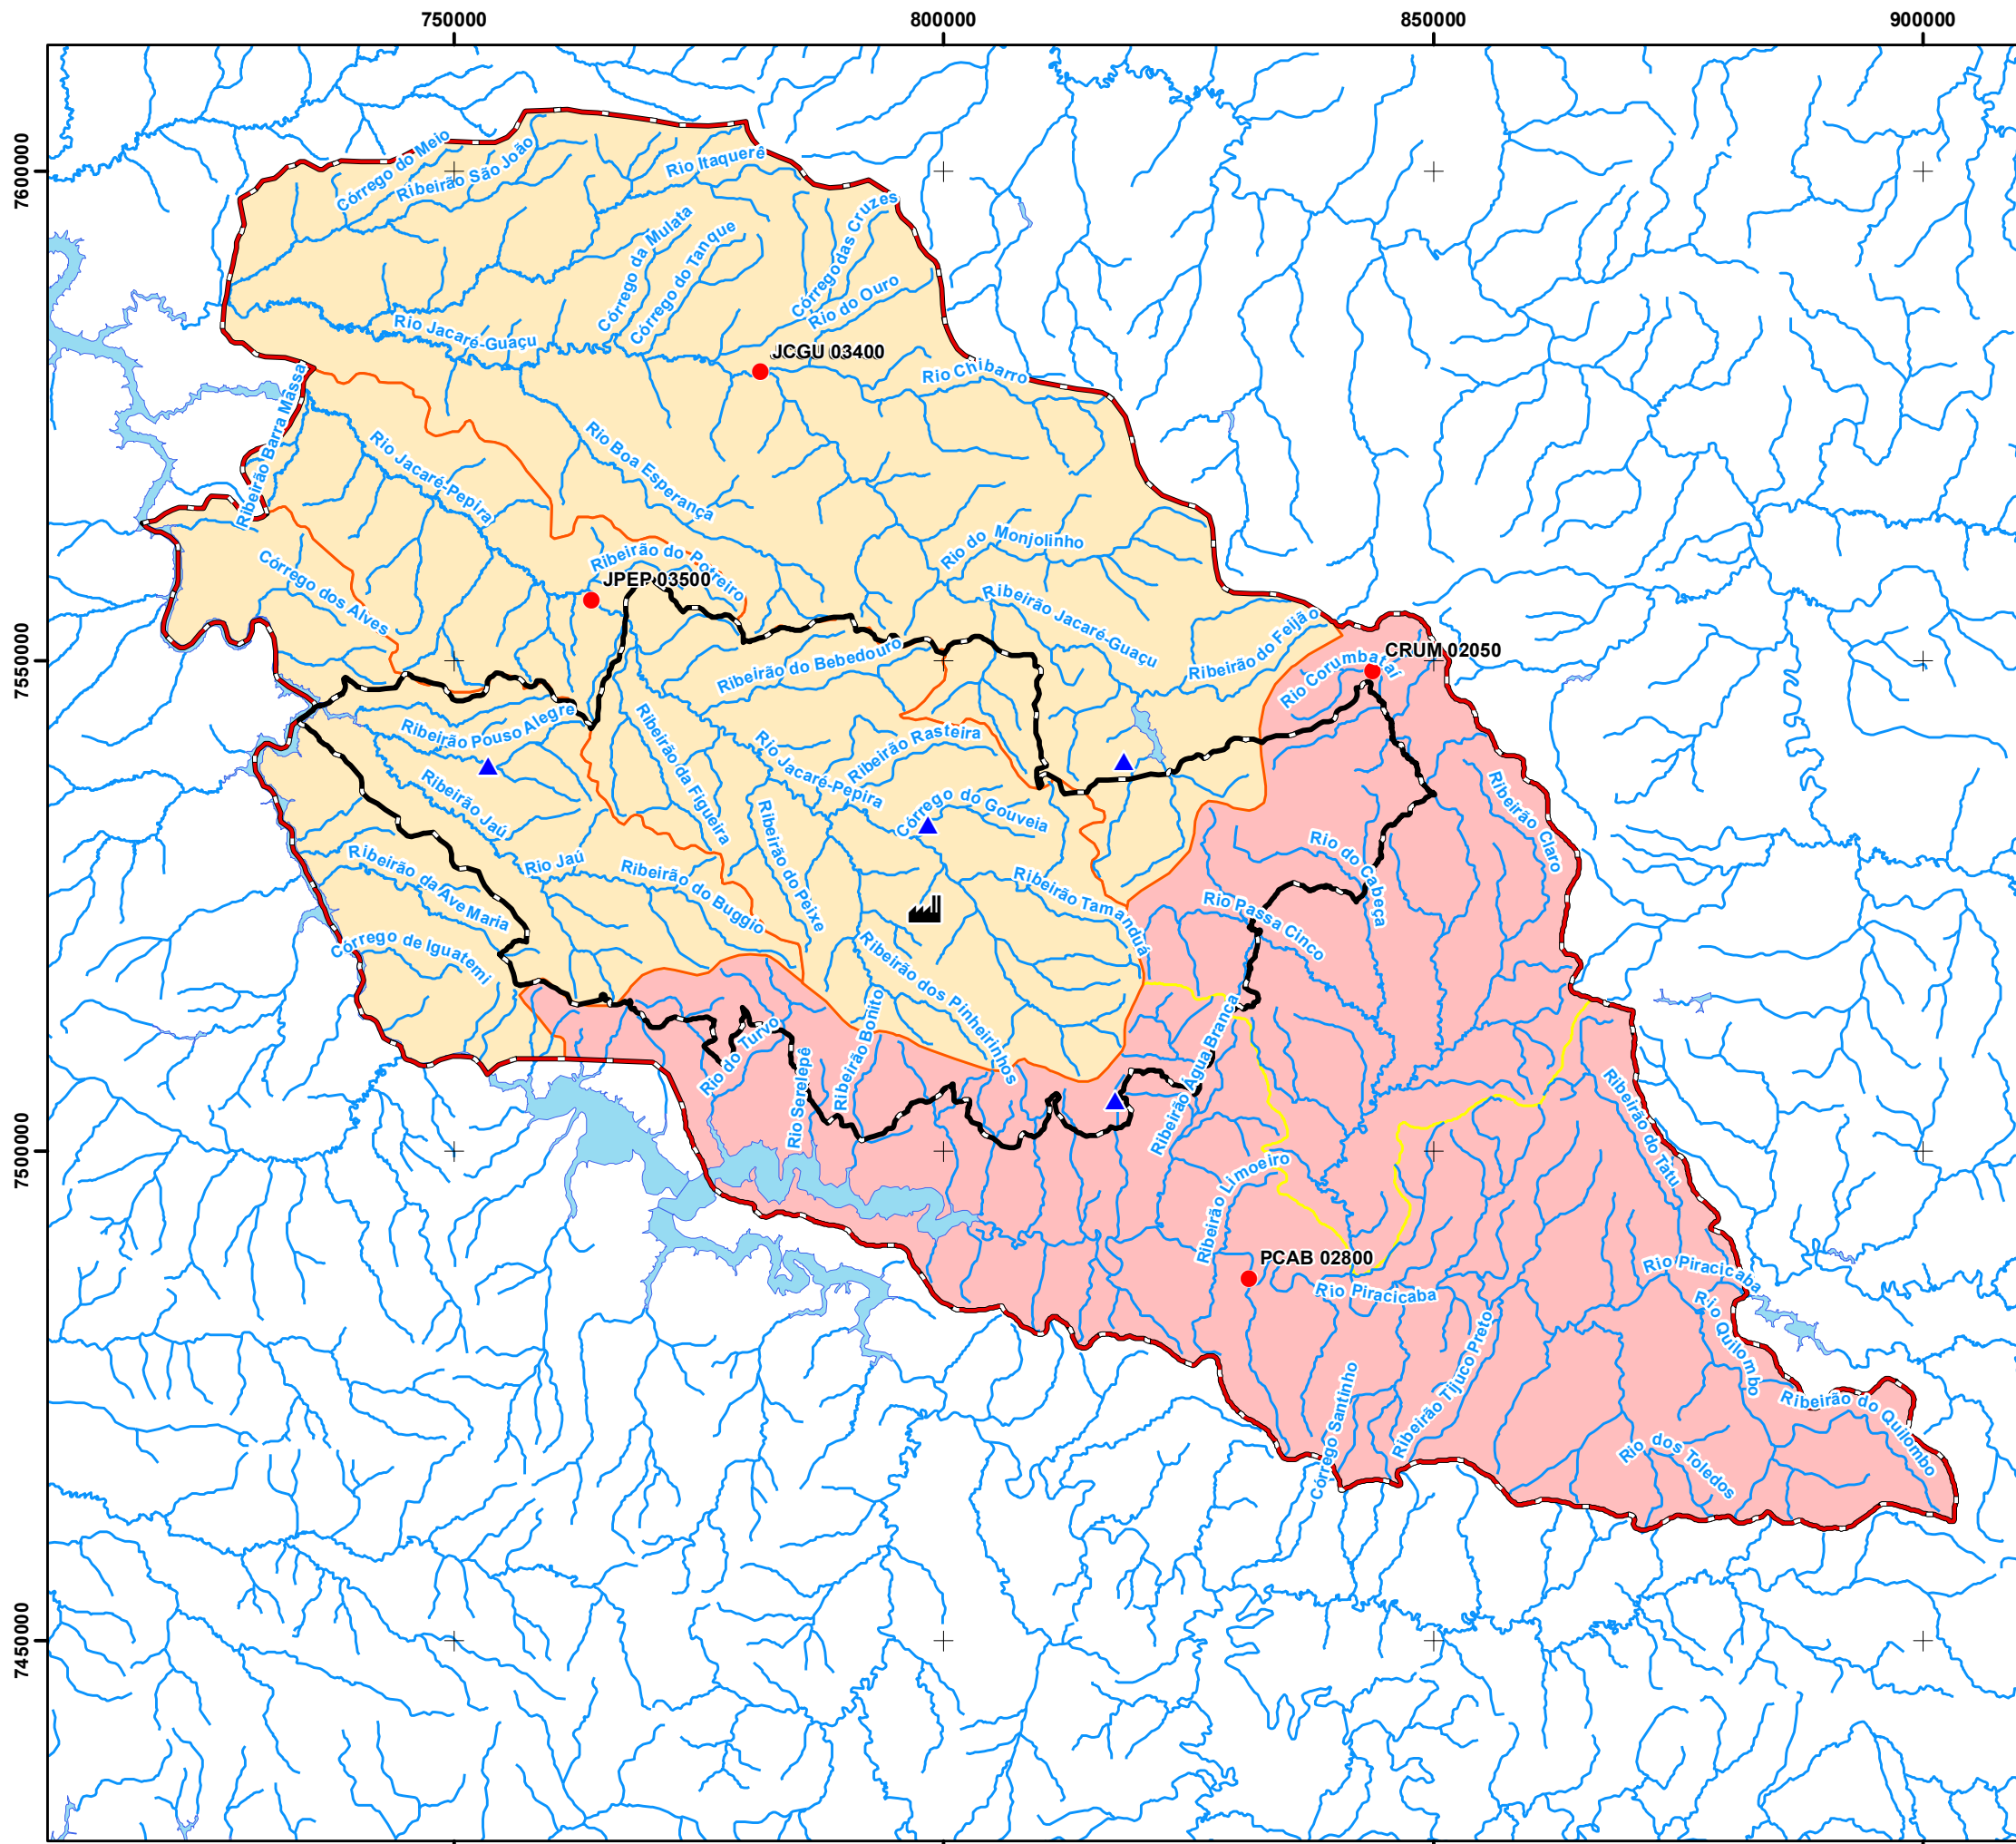 750000
800000
850000
900000
7600000
7550000
7500000
7450000
Córrego do Meio
Ribeirão São João
Rio Itaquerê
Córrego da Mulata
Córrego do Tanque
Córrego das Cruzes
Rio do Ouro
Rio Jacaré-Guaçu
JCGU 03400
Rio Chibarro
Ribeirão Barra Mansa
Rio Jacaré-Pepira
Rio Boa Esperança
Rio do Monjolinho
Ribeirão do Potreiro
JPEP 03500
Córrego dos Alves
Ribeirão Jacaré-Guaçu
Ribeirão do Feijão
CRUM 02050
Rio Corumbataí
Ribeirão do Bebedouro
Ribeirão Pouso Alegre
Ribeirão da Figueira
Rio Jacaré-Pepira
Ribeirão Rasteira
Ribeirão Jaú
Córrego do Gouveia
Ribeirão Claro
Ribeirão do Peixe
Rio do Cabeça
Ribeirão da Ave Maria
Rio Jaú
Ribeirão do Buggio
Ribeirão Tamanduá
Rio Passa Cinco
Córrego de Iguatemi
Ribeirão dos Pinheirinhos
Rio do Turvo
Rio Serelepê
Ribeirão Bonito
Ribeirão Água Branca
Ribeirão do Tatu
Ribeirão Limoeiro
PCAB 02800
Rio Piracicaba
Rio Piracicaba
Rio Quilombo
Ribeirão Tijuco Preto
Córrego Santinho
Ribeirão do Quilombo
Rio dos Toledos